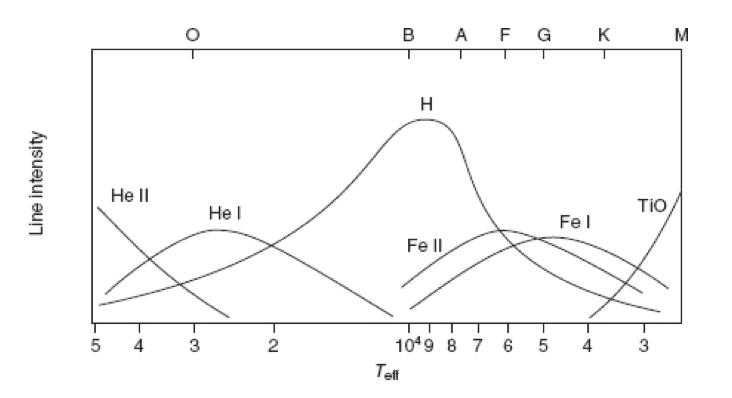 O B A F G K M
H
He II
He I
TiO
Fe I
Fe II
Line intensity
5 4 3 2 10⁴ 9 8 7 6 5 4 3
Teff